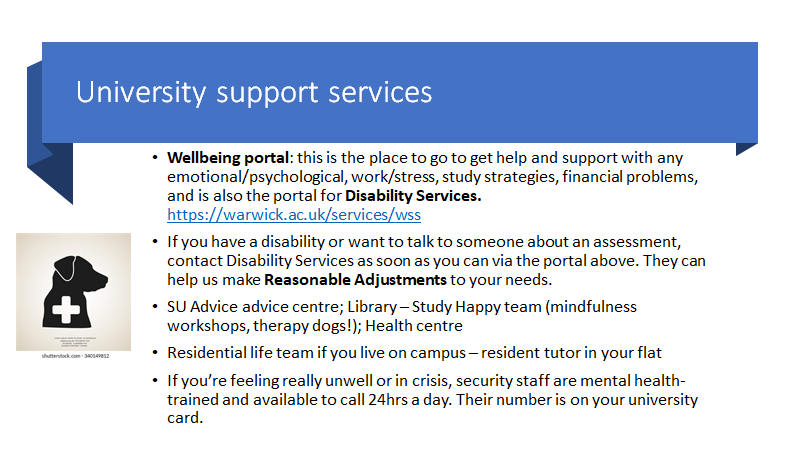 University support services
• Wellbeing portal: this is the place to go to get help and support with any
emotional/psychological, work/stress, study strategies, financial problems,
and is also the portal for Disability Services.
https://warwick.ac.uk/services/wss
• If you have a disability or want to talk to someone about an assessment,
contact Disability Services as soon as you can via the portal above. They can
help us make Reasonable Adjustments to your needs.
• SU Advice advice centre; Library – Study Happy team (mindfulness
workshops, therapy dogs!); Health centre
• Residential life team if you live on campus – resident tutor in your flat
• If you’re feeling really unwell or in crisis, security staff are mental health-
trained and available to call 24hrs a day. Their number is on your university
card.
shutterstock.com · 340149812